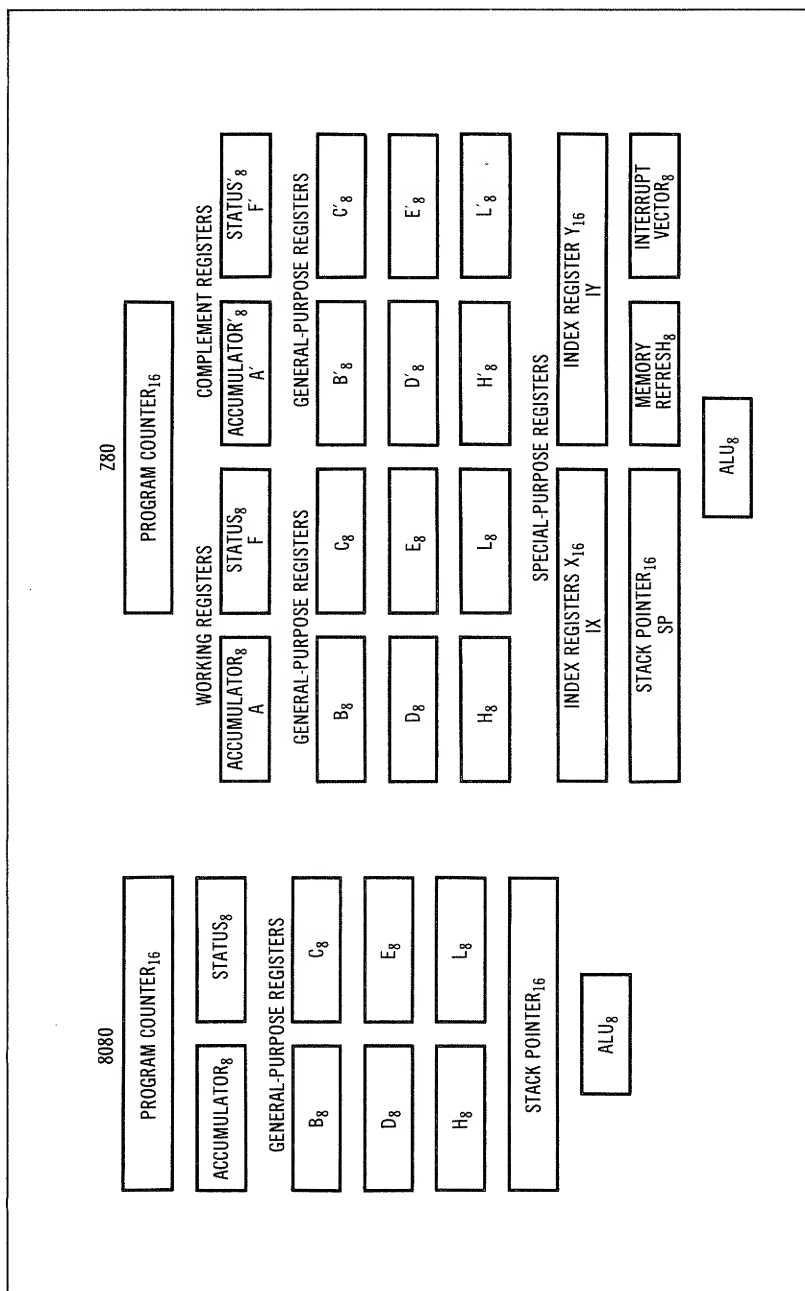 8080
PROGRAM COUNTER₁₆
ACCUMULATOR₈
STATUS₈
GENERAL-PURPOSE REGISTERS
B₈
C₈
D₈
E₈
H₈
L₈
STACK POINTER₁₆
ALU₈
Z80
PROGRAM COUNTER₁₆
WORKING REGISTERS
COMPLEMENT REGISTERS
ACCUMULATOR₈
A
STATUS₈
F
ACCUMULATOR′₈
A′
STATUS′₈
F′
GENERAL-PURPOSE REGISTERS
GENERAL-PURPOSE REGISTERS
B₈
C₈
B′₈
C′₈
D₈
E₈
D′₈
E′₈
H₈
L₈
H′₈
L′₈
SPECIAL-PURPOSE REGISTERS
INDEX REGISTERS X₁₆
IX
INDEX REGISTER Y₁₆
IY
STACK POINTER₁₆
SP
MEMORY
REFRESH₈
INTERRUPT
VECTOR₈
ALU₈